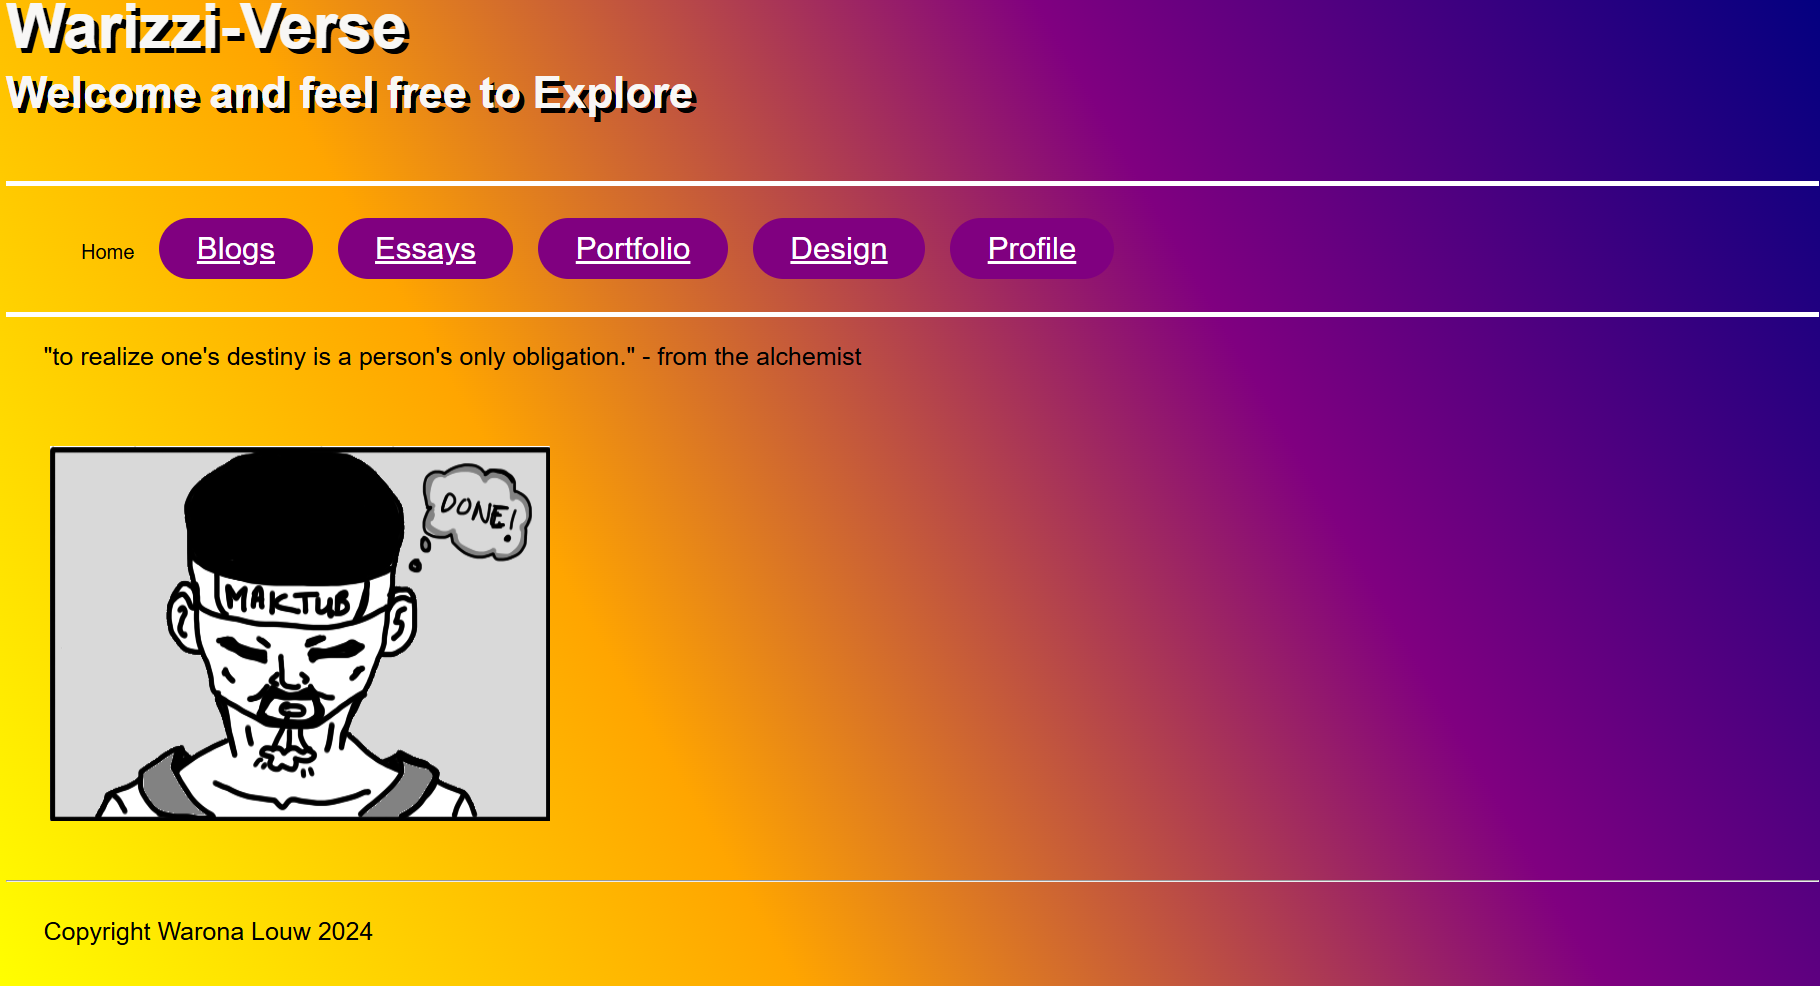 Warizzi-Verse
Welcome and feel free to Explore
Home Blogs Essays Portfolio Design Profile
"to realize one's destiny is a person's only obligation." - from the alchemist
DONE!
MAKTUB
Copyright Warona Louw 2024